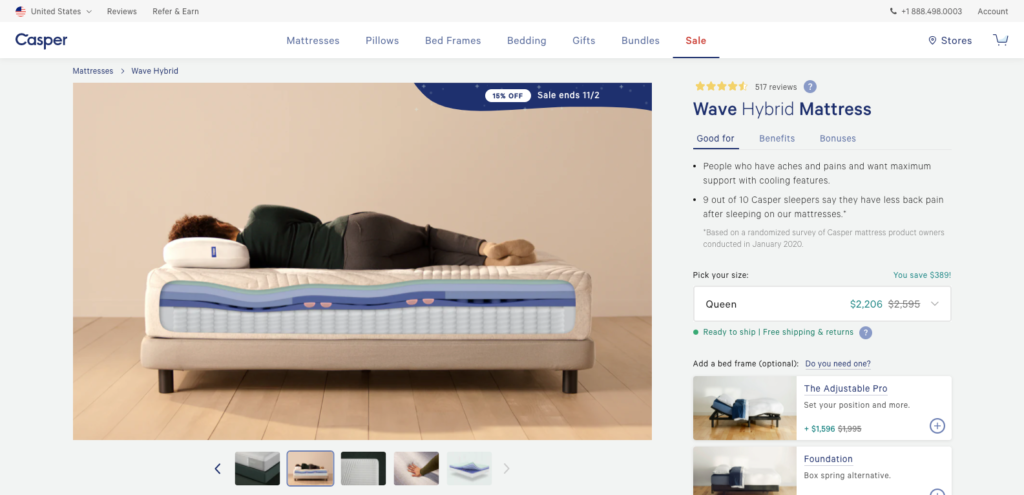 United States
Reviews
Refer & Earn
+1 888.498.0003
Account
Casper
Mattresses
Pillows
Bed Frames
Bedding
Gifts
Bundles
Sale
Stores
Mattresses > Wave Hybrid
15% OFF
Sale ends 11/2
517 reviews ?
Wave Hybrid Mattress
Good for
Benefits
Bonuses
• People who have aches and pains and want maximum
support with cooling features.
• 9 out of 10 Casper sleepers say they have less back pain
after sleeping on our mattresses.*
*Based on a randomized survey of Casper mattress product owners
conducted in January 2020.
Pick your size:
You save $389!
Queen
$2,206 $2,595
Ready to ship | Free shipping & returns ?
Add a bed frame (optional): Do you need one?
The Adjustable Pro
Set your position and more.
+ $1,596 $1,995
Foundation
Box spring alternative.